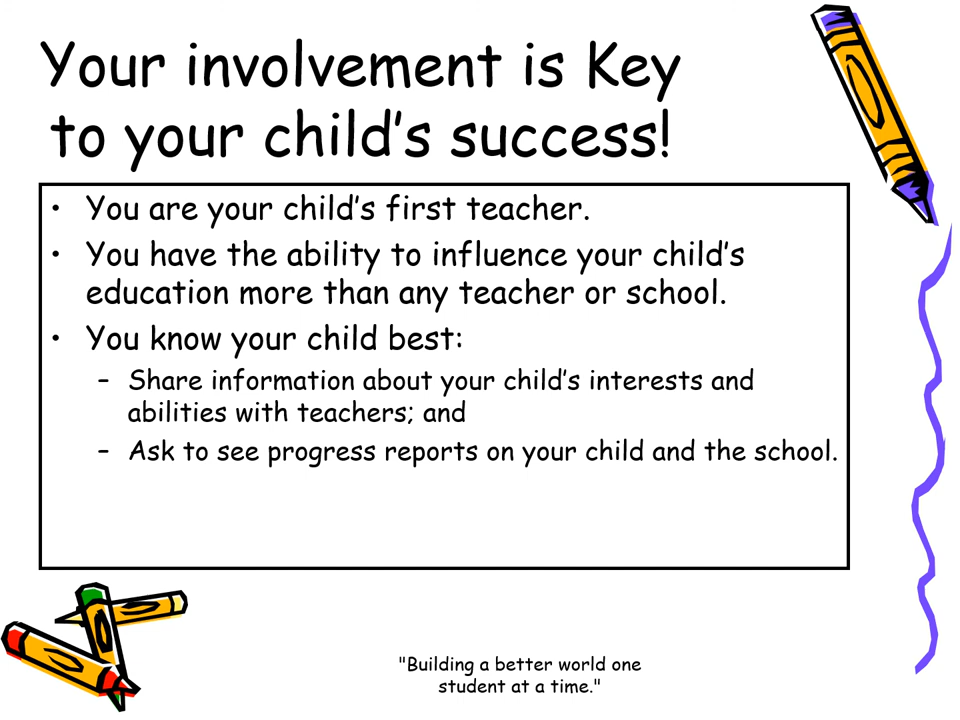 Your involvement is Key
to your child's success!
• You are your child's first teacher.
• You have the ability to influence your child's
education more than any teacher or school.
• You know your child best:
– Share information about your child's interests and
abilities with teachers; and
– Ask to see progress reports on your child and the school.
"Building a better world one
student at a time."